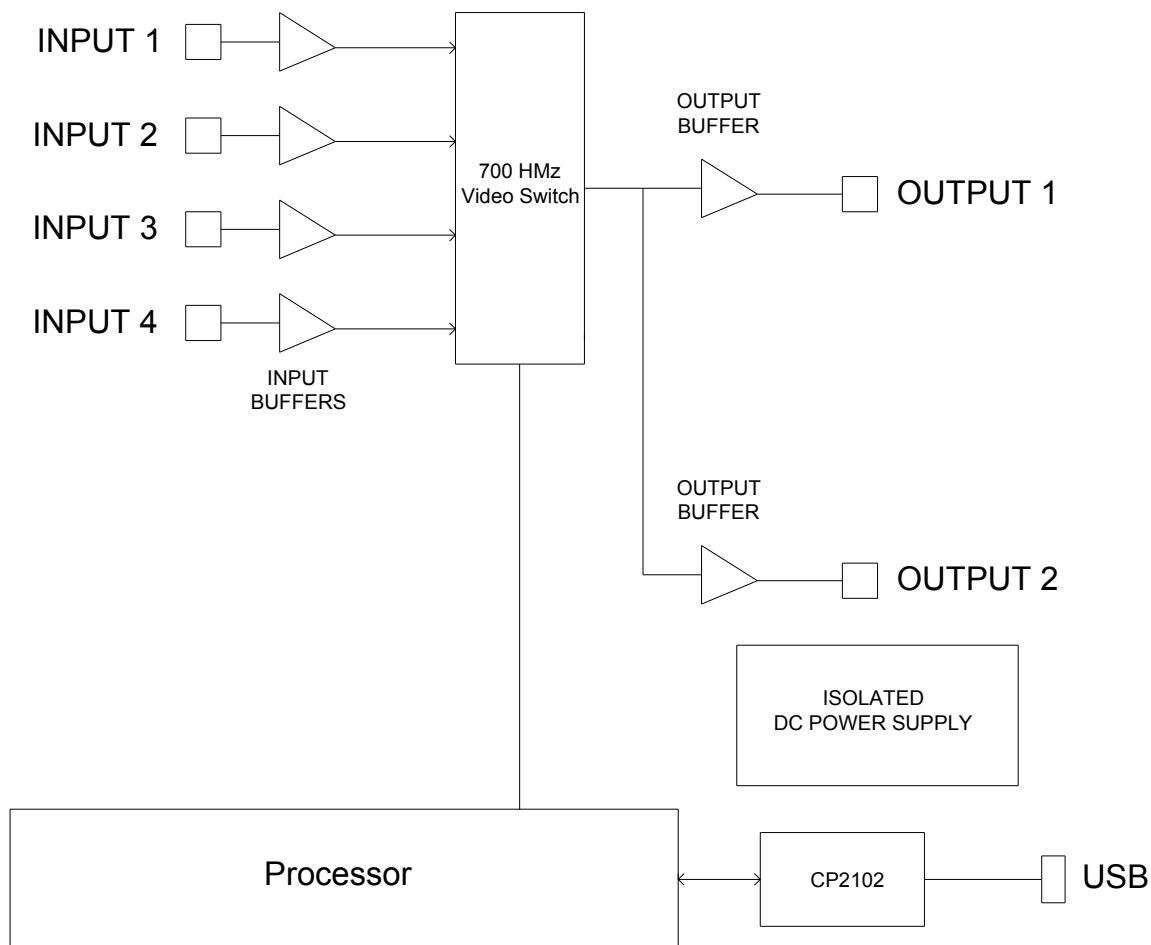 INPUT 1
INPUT 2
INPUT 3
INPUT 4
INPUT
BUFFERS
700 HMz
Video Switch
OUTPUT
BUFFER
OUTPUT 1
OUTPUT
BUFFER
OUTPUT 2
ISOLATED
DC POWER SUPPLY
Processor
CP2102
USB